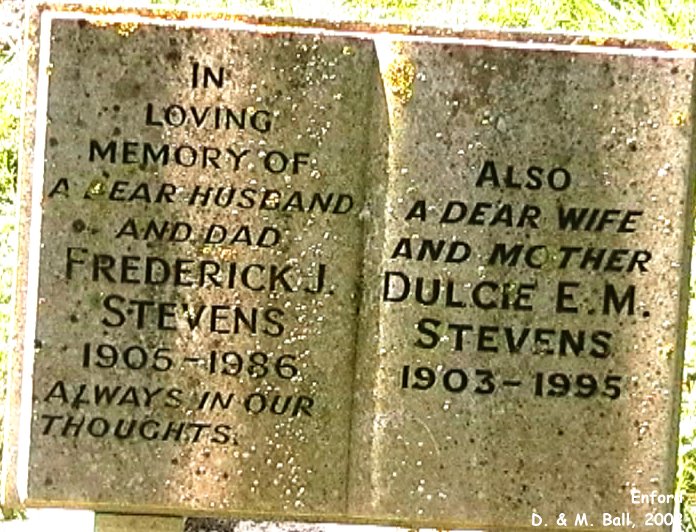 IN
LOVING
MEMORY OF
A DEAR HUSBAND
AND DAD
FREDERICK J.
STEVENS
1905-1986
ALWAYS IN OUR
THOUGHTS.
ALSO
A DEAR WIFE
AND MOTHER
DULCIE E.M.
STEVENS
1903-1995
Enford
D. & M. Ball,